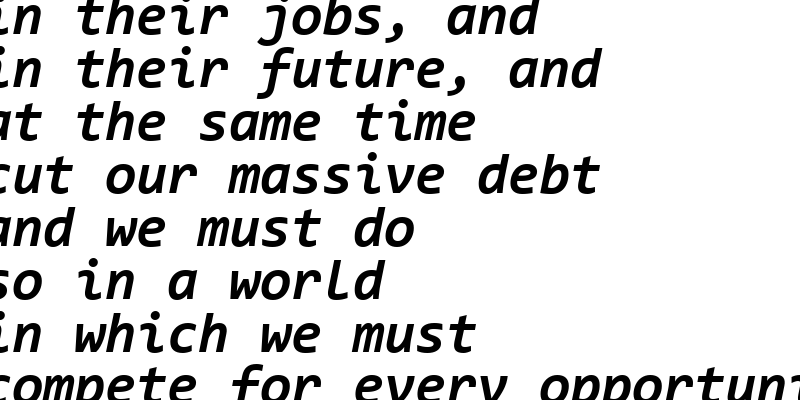 in their jobs, and
in their future, and
at the same time
cut our massive debt
and we must do
so in a world
in which we must
compete for every opportuni